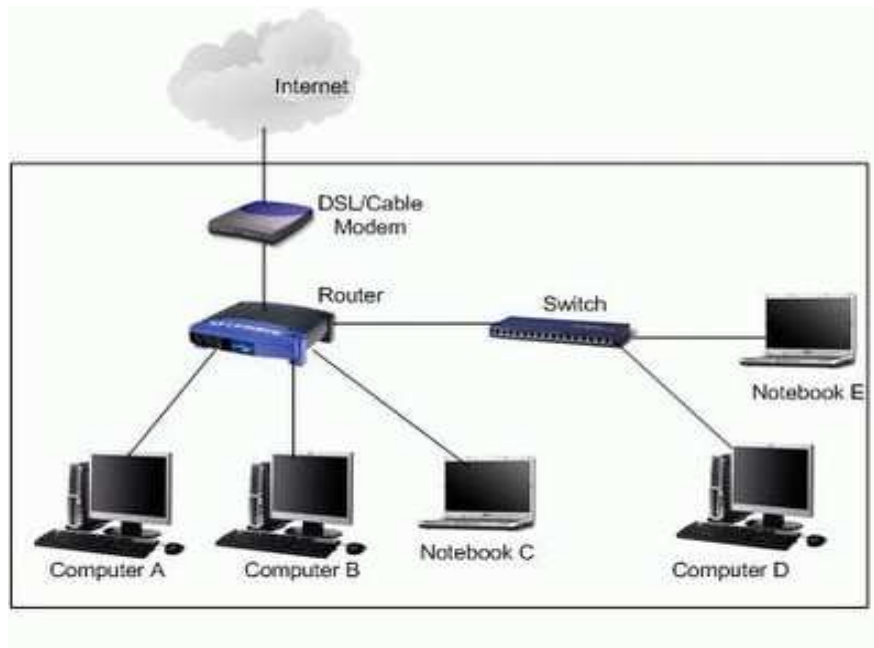 Internet
DSL/Cable
Modem
Router
Switch
Notebook E
Computer A
Computer B
Notebook C
Computer D